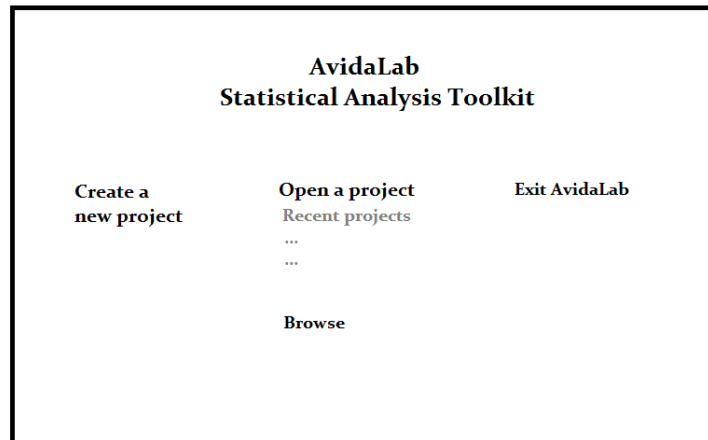 AvidaLab
Statistical Analysis Toolkit
Create a
new project
Open a project
Recent projects
...
...
Browse
Exit AvidaLab